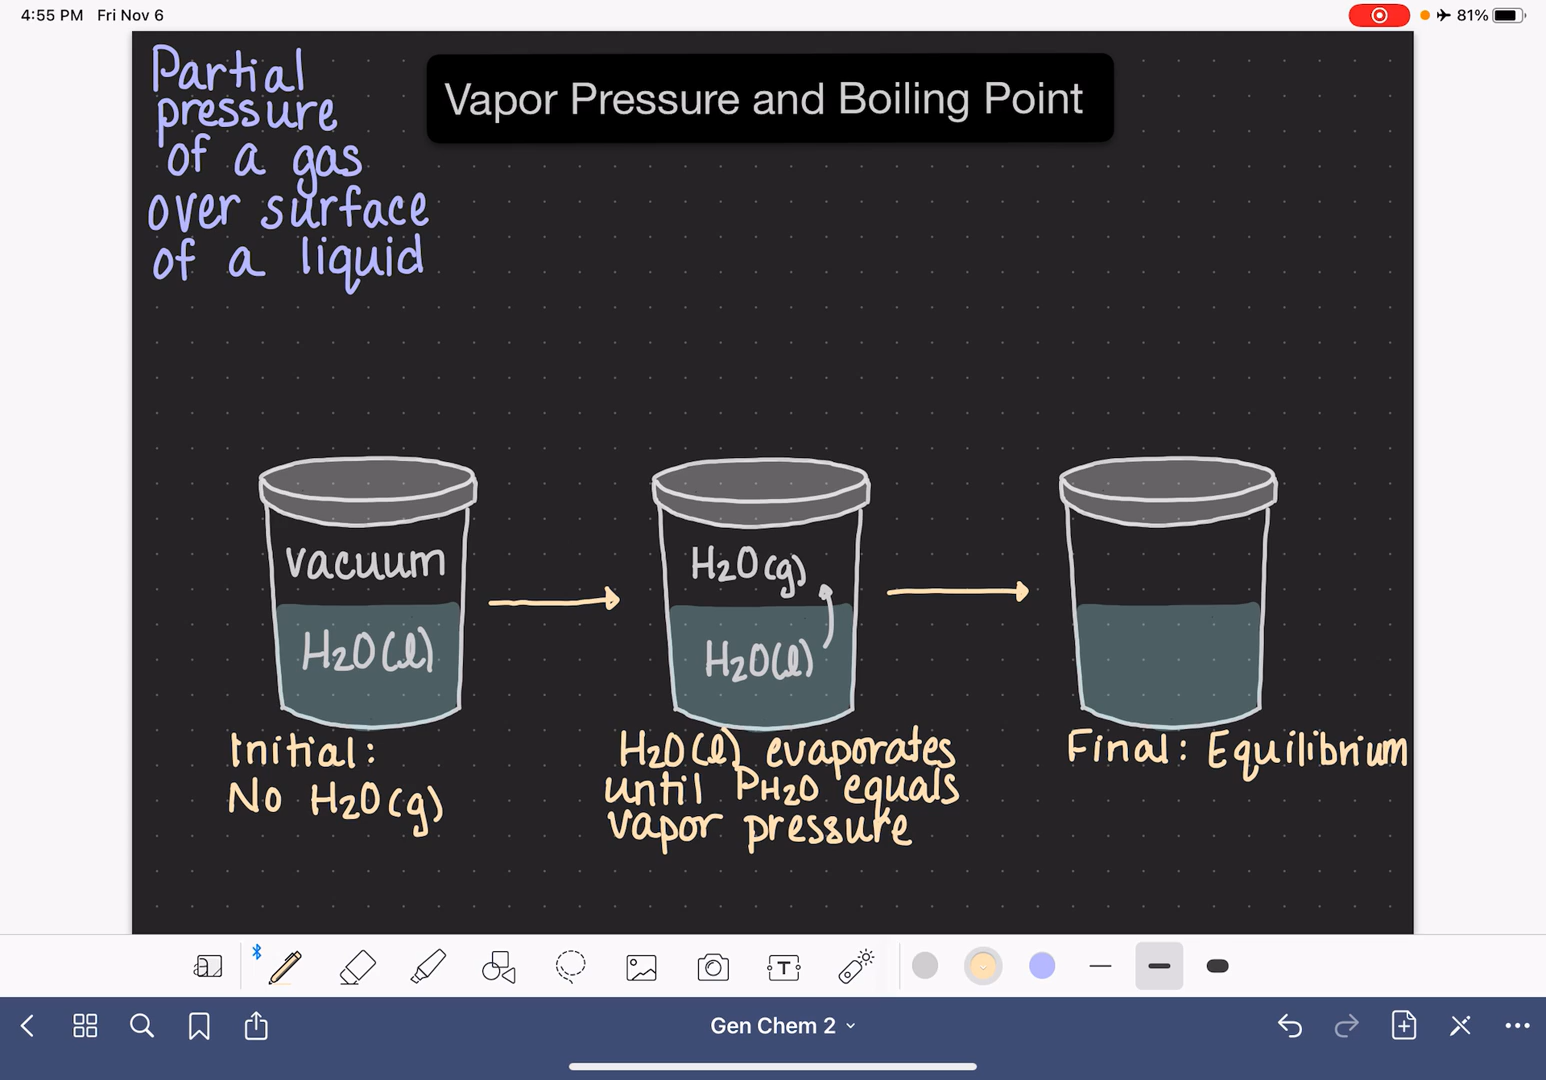 4:55 PM Fri Nov 6
81%
Partial
pressure
of a gas
over surface
of a liquid
Vapor Pressure and Boiling Point
vacuum
H2O(l)
Initial:
No H2O(g)
H2O(g)
H2O(l)
H2O(l) evaporates
until PH2O equals
vapor pressure
Final: Equilibrium
T
Gen Chem 2